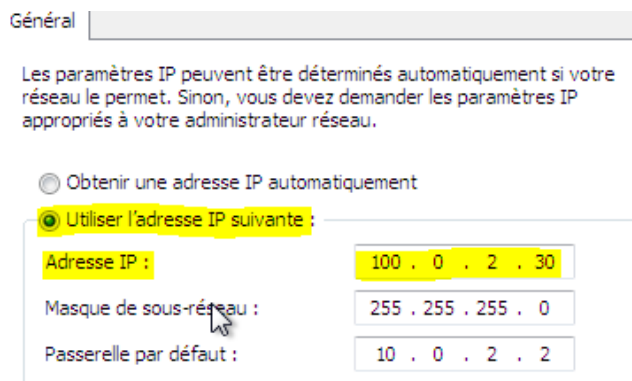 Général
Les paramètres IP peuvent être déterminés automatiquement si votre
réseau le permet. Sinon, vous devez demander les paramètres IP
appropriés à votre administrateur réseau.
Obtenir une adresse IP automatiquement
Utiliser l'adresse IP suivante :
Adresse IP : 100 . 0 . 2 . 30
Masque de sous-réseau : 255 . 255 . 255 . 0
Passerelle par défaut : 10 . 0 . 2 . 2